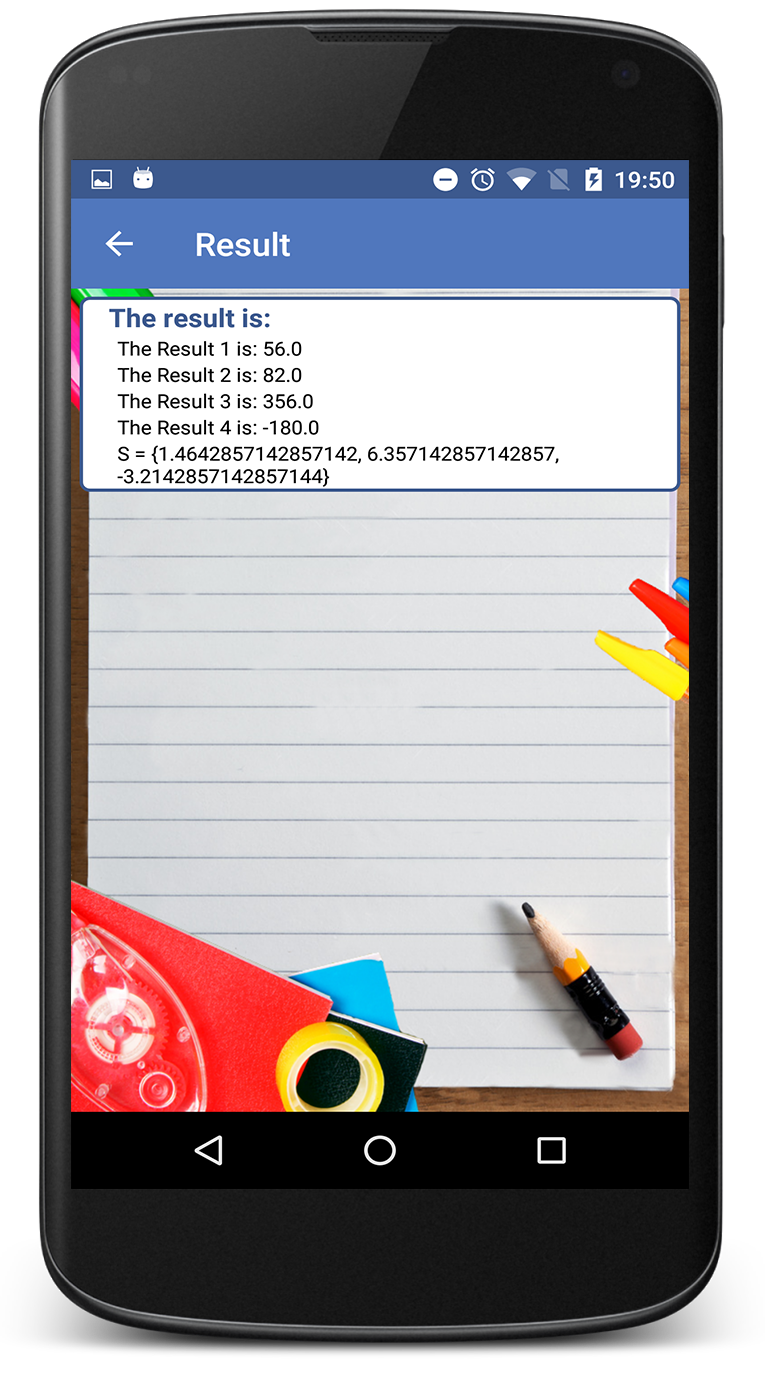 19:50
Result
The result is:
The Result 1 is: 56.0
The Result 2 is: 82.0
The Result 3 is: 356.0
The Result 4 is: -180.0
S = {1.4642857142857142, 6.357142857142857,
-3.2142857142857144}